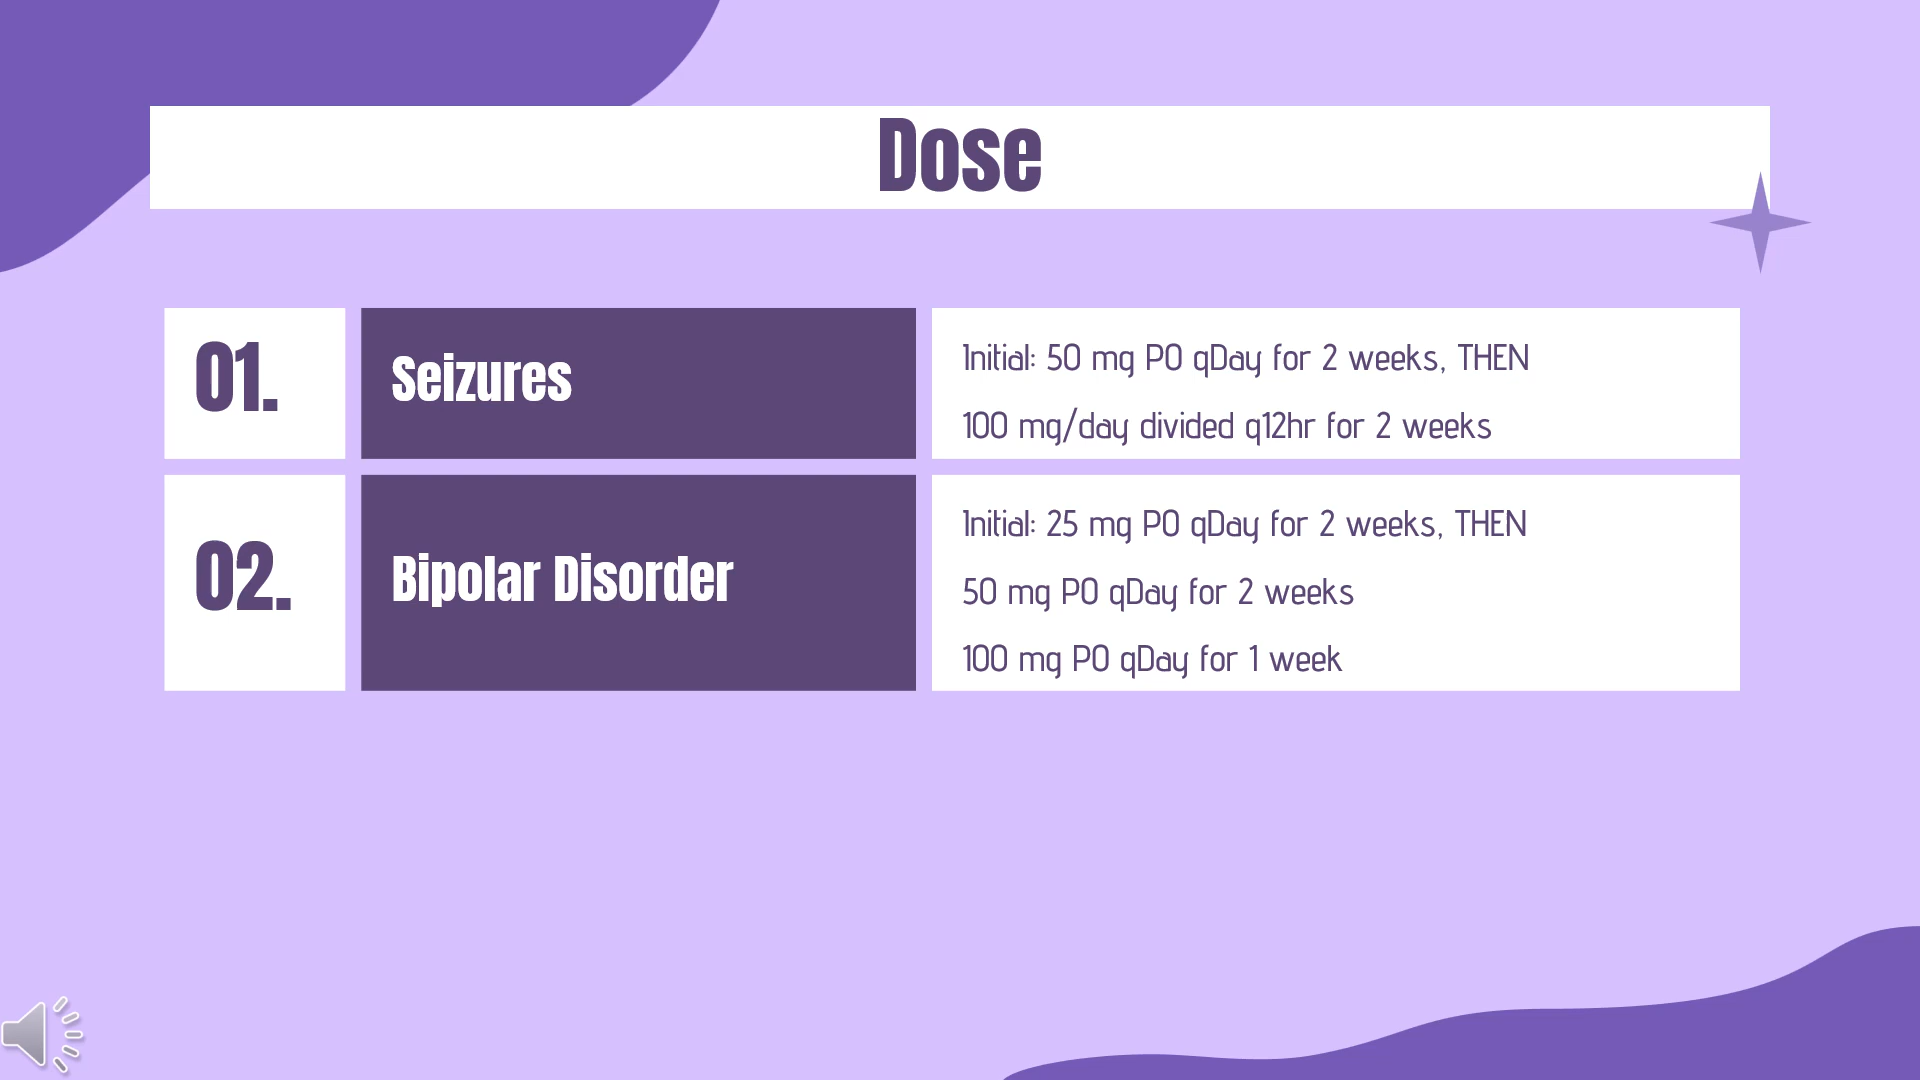 Dose
01.
Seizures
Initial: 50 mg PO qDay for 2 weeks, THEN
100 mg/day divided q12hr for 2 weeks
02.
Bipolar Disorder
Initial: 25 mg PO qDay for 2 weeks, THEN
50 mg PO qDay for 2 weeks
100 mg PO qDay for 1 week